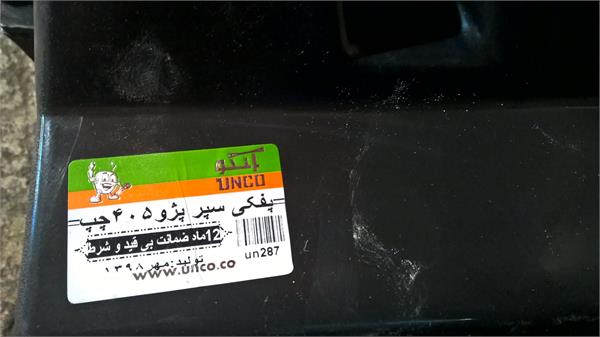 آنکو
UNCO
پفکی سپر پژو ۴۰۵ چپ
12ماه ضمانت بی قید و شرط
تولید: مهر ۱۳۹۸
un287
www.unco.co